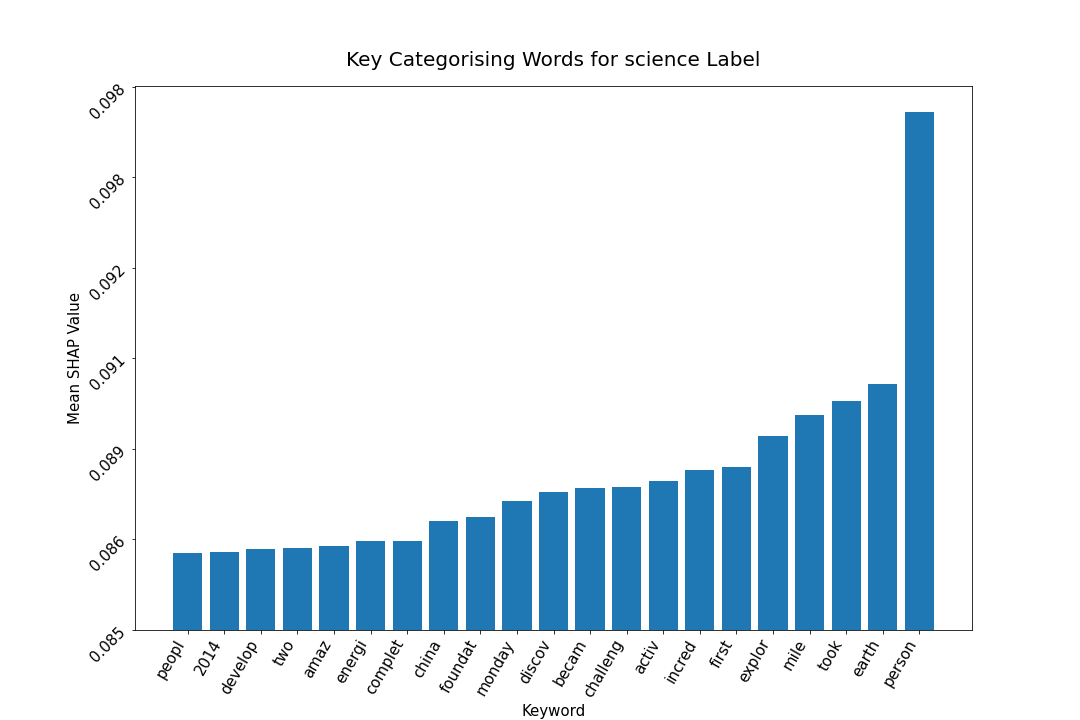 Key Categorising Words for science Label
0.098
0.098
0.092
0.091
0.089
0.086
0.085
Mean SHAP Value
peopl
2014
develop
two
amaz
energi
complet
china
foundat
monday
discov
becam
challeng
activ
incred
first
explor
mile
took
earth
person
Keyword